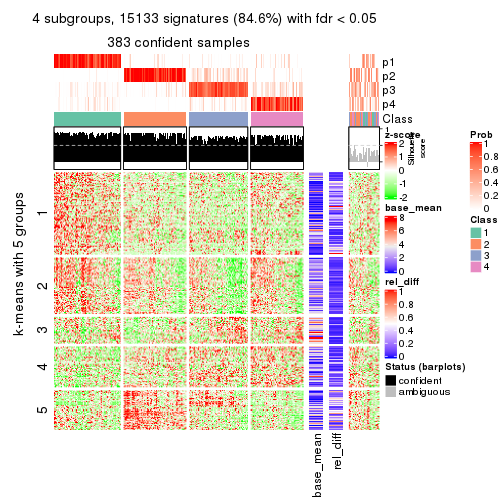 4 subgroups, 15133 signatures (84.6%) with fdr < 0.05
383 confident samples
p1
p2
p3
p4
Class
1
Silhouette
score
k-means with 5 groups
1
2
3
4
5
base_mean
rel_diff
z-score
2
1
0
-1
-2
base_mean
8
6
4
2
0
rel_diff
1
0.8
0.6
0.4
0.2
0
Status (barplots)
confident
ambiguous
Prob
1
0.8
0.6
0.4
0.2
0
Class
1
2
3
4